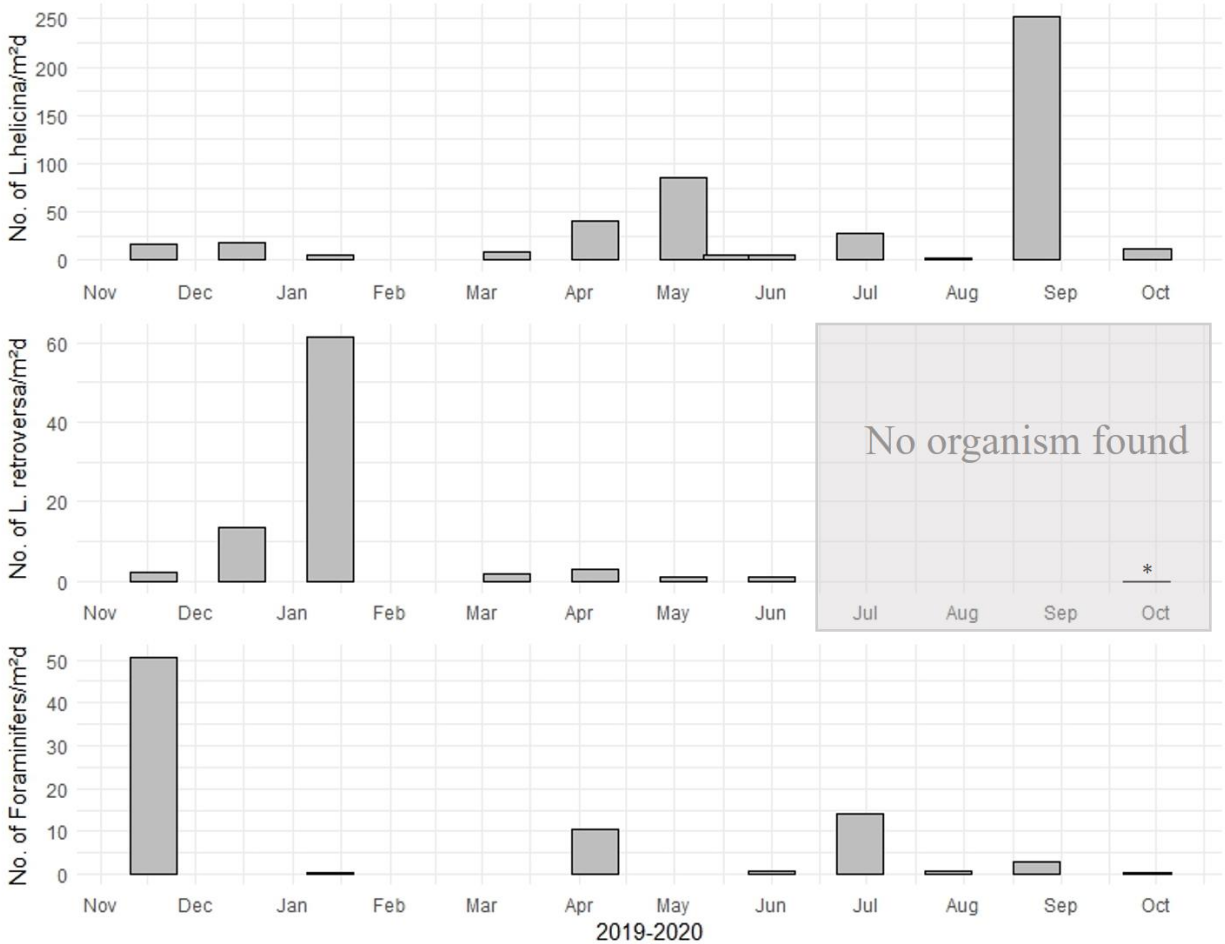 No. of L.helicina/m²d
250
200
150
100
50
0
Nov Dec Jan Feb Mar Apr May Jun Jul Aug Sep Oct
No. of L. retroversa/m²d
60
40
20
0
No organism found
*
Nov Dec Jan Feb Mar Apr May Jun Jul Aug Sep Oct
No. of Foraminifers/m²d
50
40
30
20
10
0
Nov Dec Jan Feb Mar Apr May Jun Jul Aug Sep Oct
2019-2020